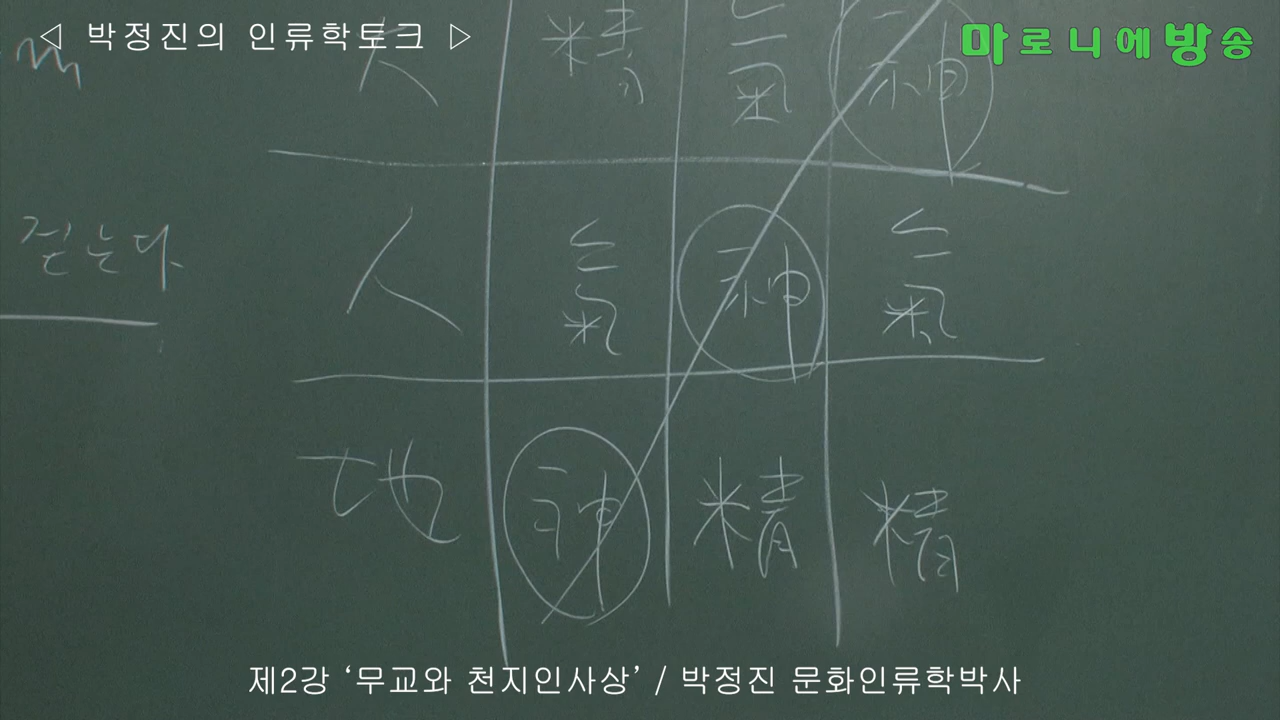 ◁ 박정진의 인류학토크 ▷
마로니에방송
天 精 氣 神
걷는다
人 氣 神 氣
地 神 精 精
제2강 ‘무교와 천지인사상’ / 박정진 문화인류학박사